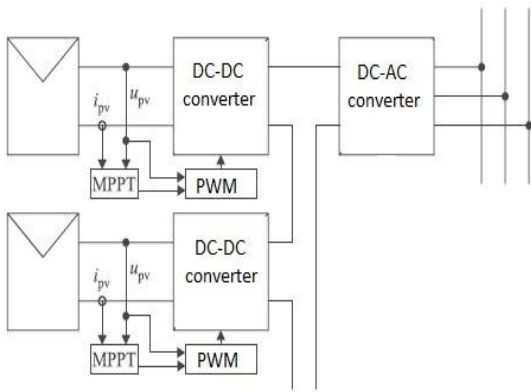 DC-DC
converter
DC-AC
converter
i_pv
u_pv
MPPT
PWM
DC-DC
converter
i_pv
u_pv
MPPT
PWM